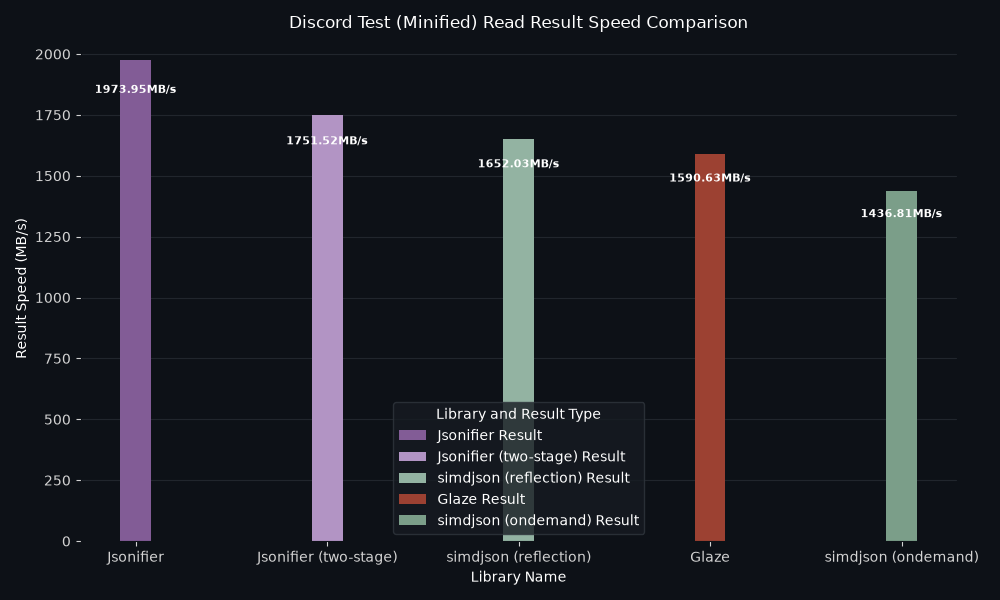 Discord Test (Minified) Read Result Speed Comparison
Result Speed (MB/s)
2000
1750
1500
1250
1000
750
500
250
0
1973.95MB/s
1751.52MB/s
1652.03MB/s
1590.63MB/s
1436.81MB/s
Library and Result Type
Jsonifier Result
Jsonifier (two-stage) Result
simdjson (reflection) Result
Glaze Result
simdjson (ondemand) Result
Jsonifier
Jsonifier (two-stage)
simdjson (reflection)
Glaze
simdjson (ondemand)
Library Name